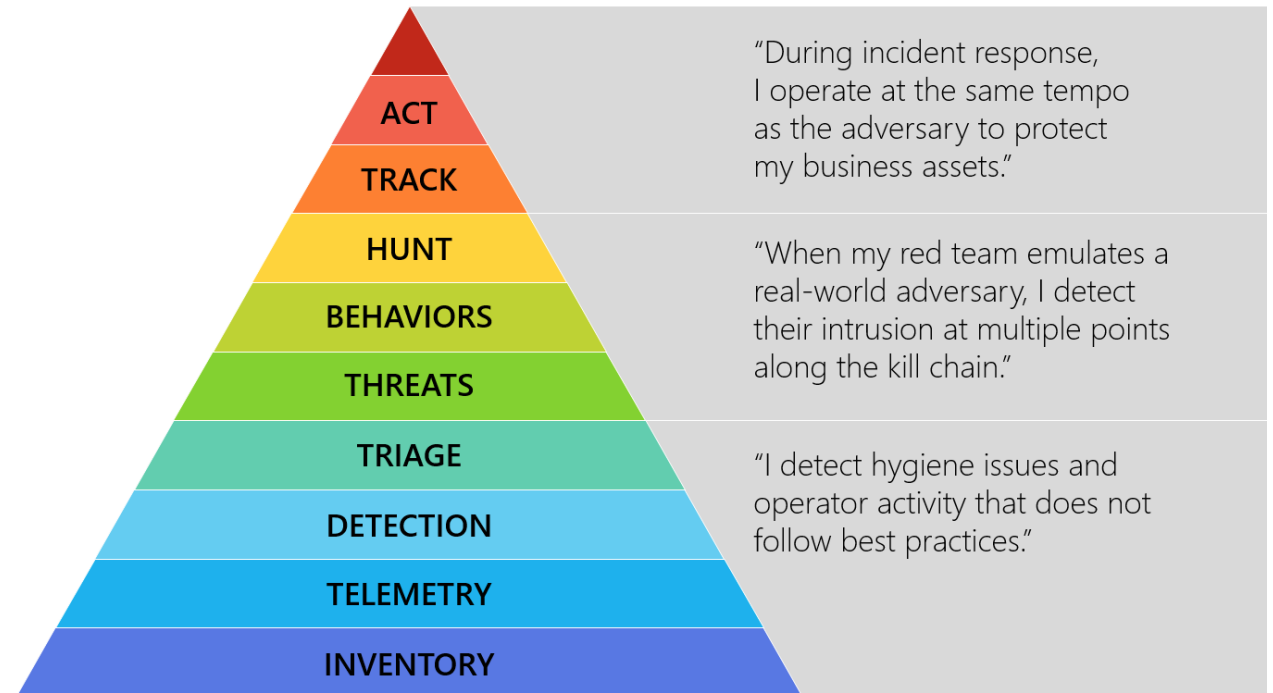 ACT
TRACK
HUNT
BEHAVIORS
THREATS
TRIAGE
DETECTION
TELEMETRY
INVENTORY
“During incident response,
I operate at the same tempo
as the adversary to protect
my business assets.”
“When my red team emulates a
real-world adversary, I detect
their intrusion at multiple points
along the kill chain.”
“I detect hygiene issues and
operator activity that does not
follow best practices.”